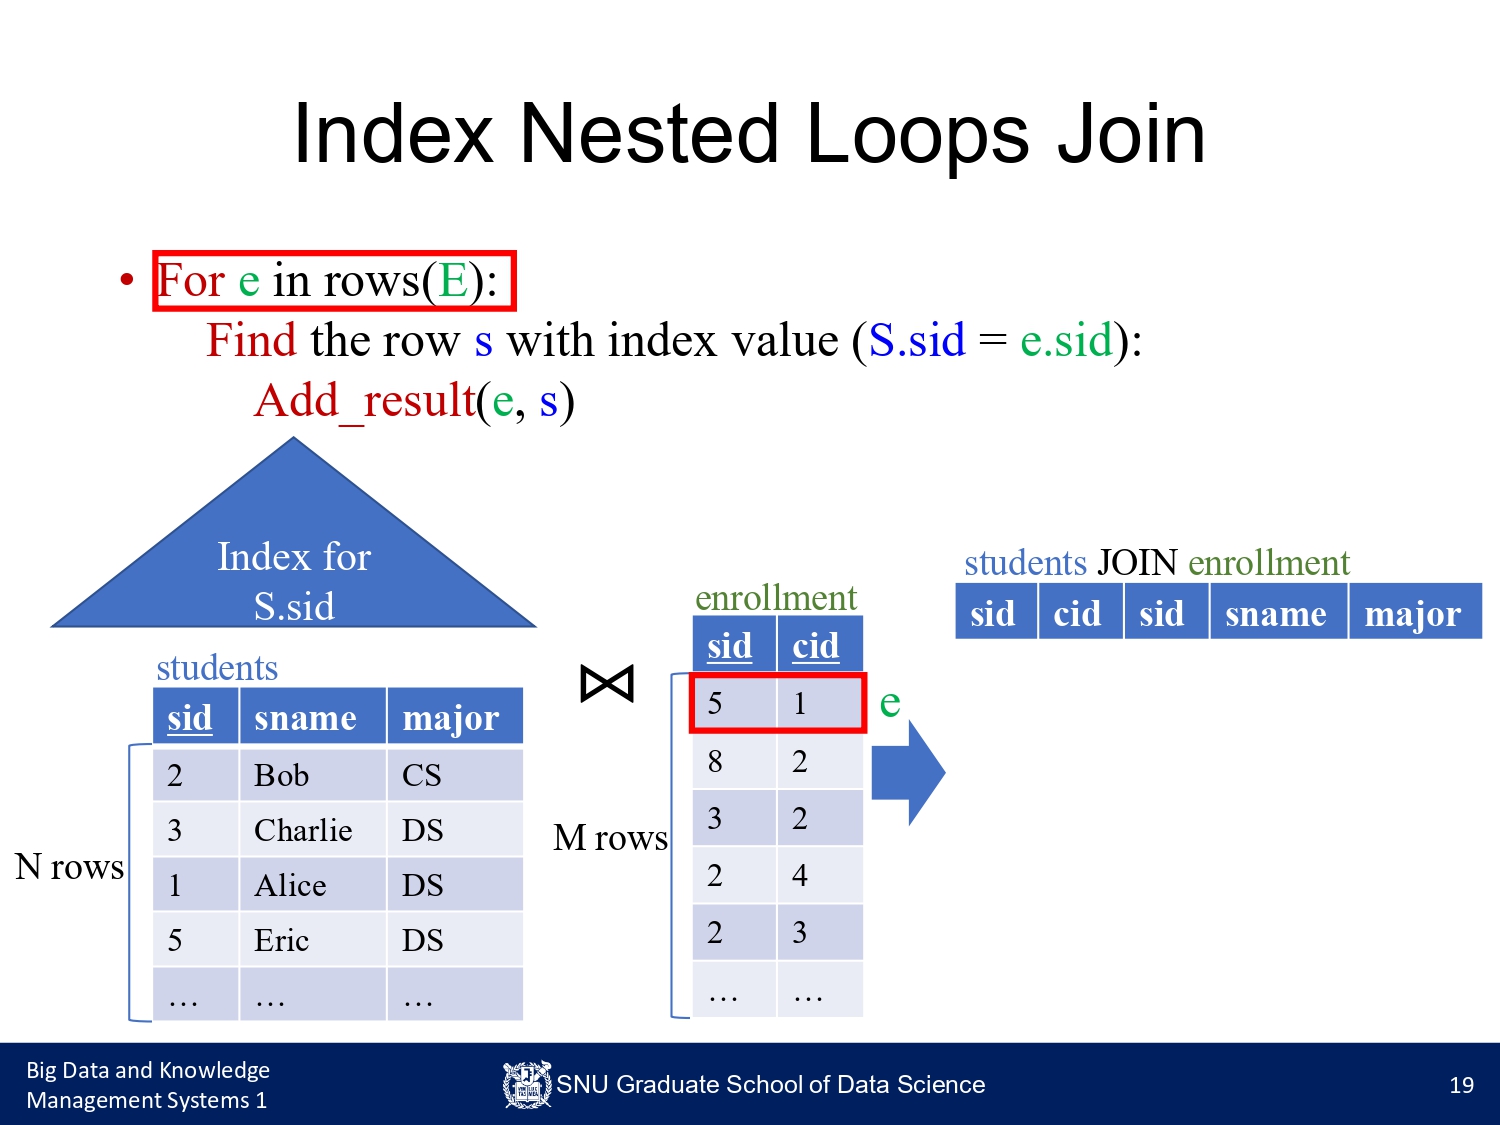 Index Nested Loops Join
• For e in rows(E):
Find the row s with index value (S.sid = e.sid):
Add_result(e, s)
Index for
S.sid
students
sid sname major
2 Bob CS
3 Charlie DS
1 Alice DS
5 Eric DS
… … …
N rows
⋈
enrollment
sid cid
5 1
8 2
3 2
2 4
2 3
… …
M rows
e
students JOIN enrollment
sid cid sid sname major
Big Data and Knowledge
Management Systems 1
SNU Graduate School of Data Science
19